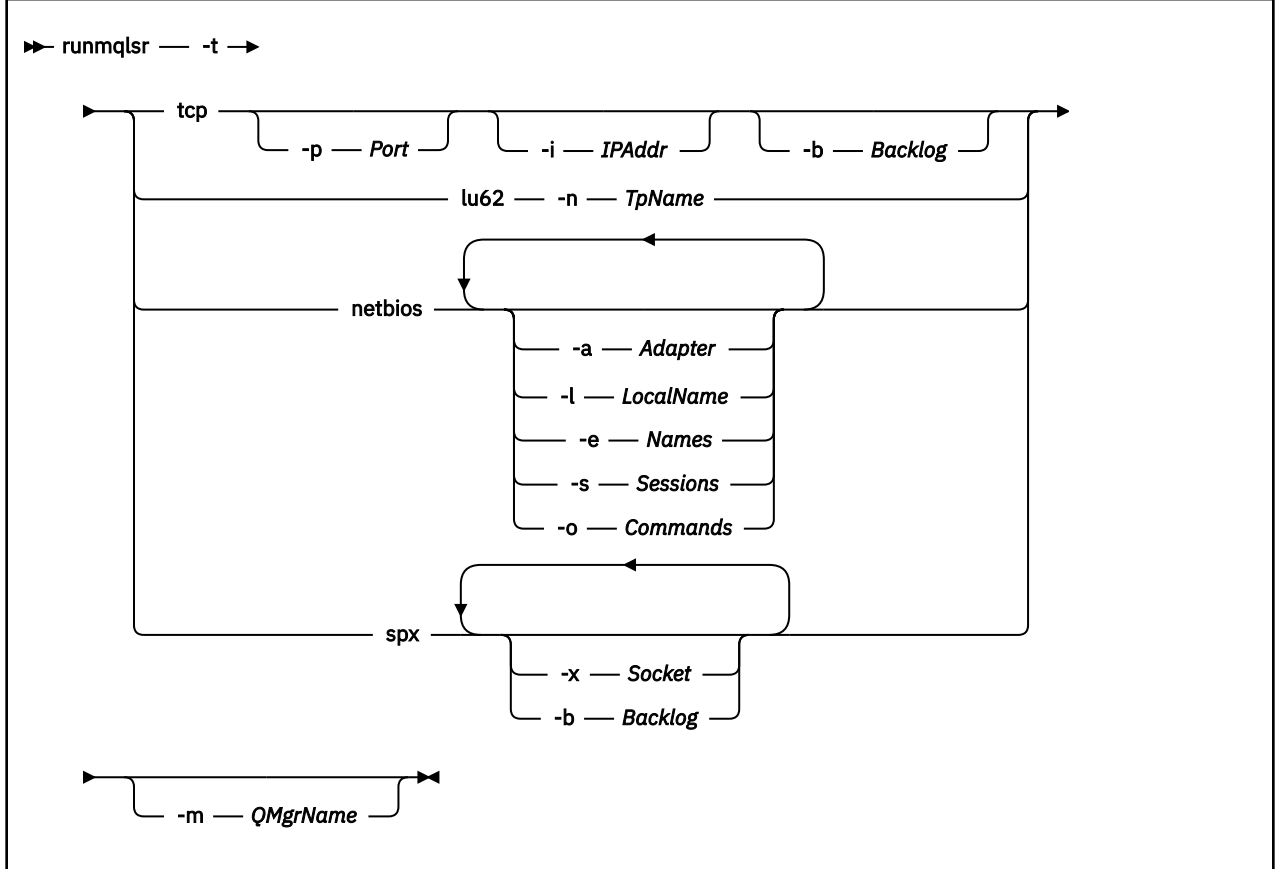 runmqlsr -t
tcp
-p Port -i IPAddr -b Backlog
lu62 -n TpName
netbios
-a Adapter
-l LocalName
-e Names
-s Sessions
-o Commands
spx
-x Socket
-b Backlog
-m QMgrName